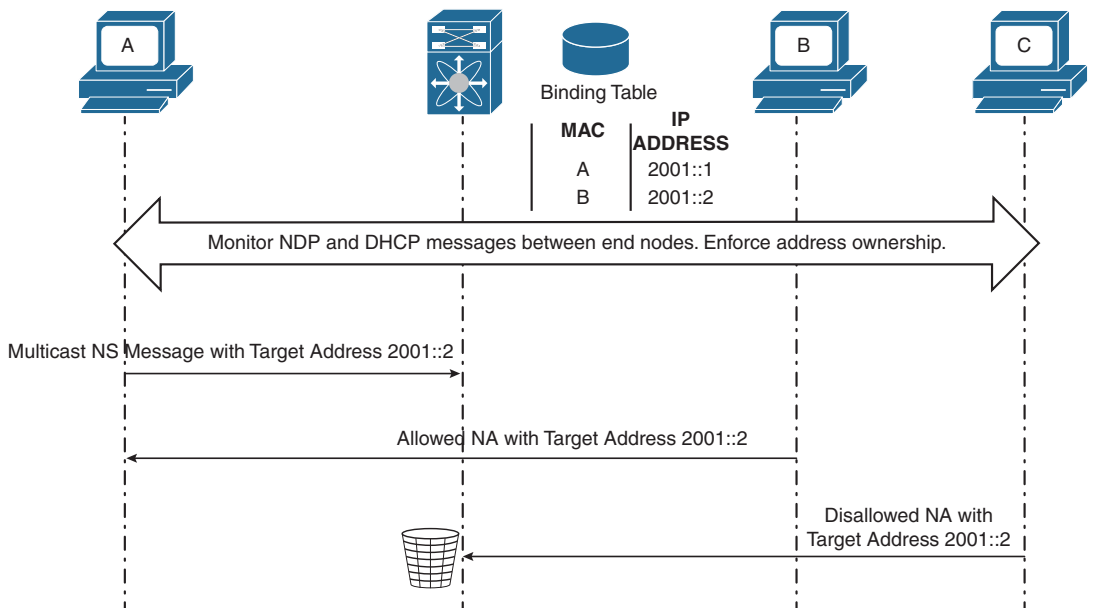 A
B
C
Binding Table
MAC
IP
ADDRESS
A
2001::1
B
2001::2
Monitor NDP and DHCP messages between end nodes. Enforce address ownership.
Multicast NS Message with Target Address 2001::2
Allowed NA with Target Address 2001::2
Disallowed NA with
Target Address 2001::2